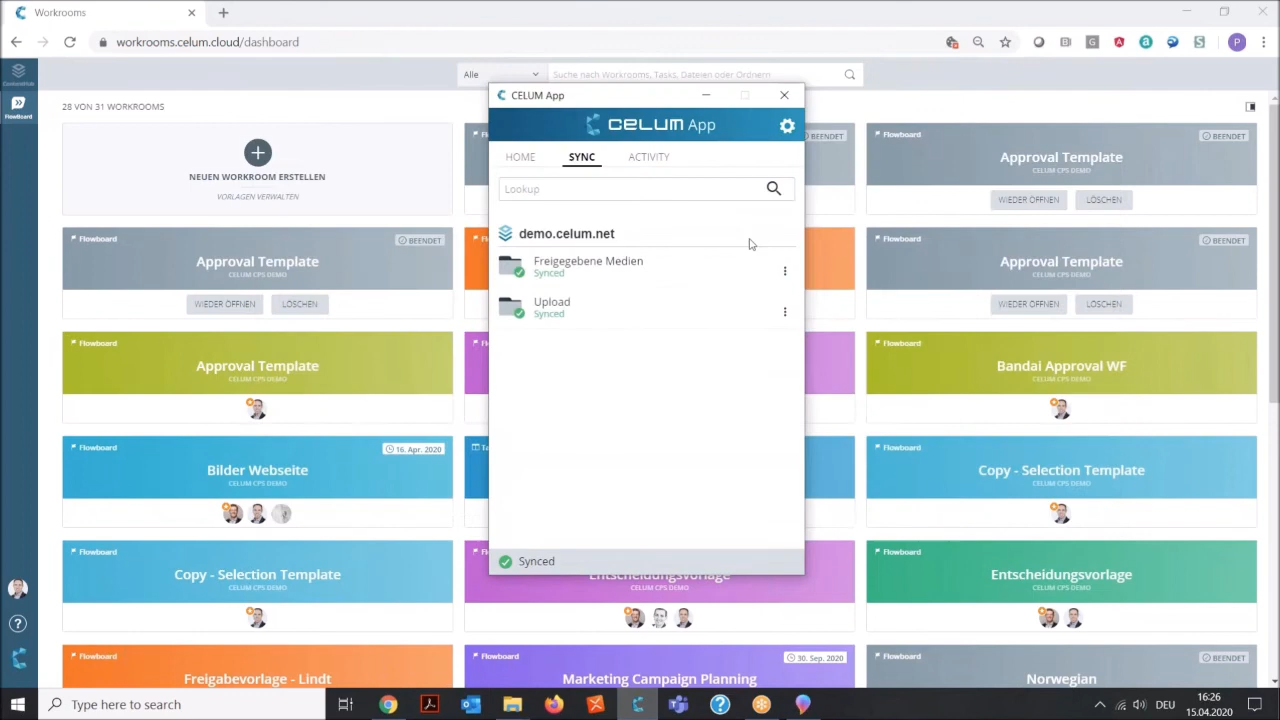 Workrooms
workrooms.celum.cloud/dashboard
P
ContentHub
FlowBoard
Alle
Suche nach Workrooms, Tasks, Dateien oder Ordnern
28 VON 31 WORKROOMS
NEUEN WORKROOM ERSTELLEN
VORLAGEN VERWALTEN
BEENDET
Flowboard
BEENDET
Approval Template
CELUM CPS DEMO
WIEDER ÖFFNEN
LÖSCHEN
Flowboard
BEENDET
Approval Template
CELUM CPS DEMO
WIEDER ÖFFNEN
LÖSCHEN
Flowboard
BEENDET
Approval Template
CELUM CPS DEMO
WIEDER ÖFFNEN
LÖSCHEN
Flowboard
Approval Template
CELUM CPS DEMO
Flowboard
Bandai Approval WF
CELUM CPS DEMO
Flowboard
16. Apr. 2020
Bilder Webseite
CELUM CPS DEMO
Flowboard
Copy - Selection Template
CELUM CPS DEMO
Flowboard
Copy - Selection Template
CELUM CPS DEMO
Entscheidungsvorlage
CELUM CPS DEMO
Flowboard
Entscheidungsvorlage
CELUM CPS DEMO
Flowboard
Freigabevorlage - Lindt
Flowboard
30. Sep. 2020
Marketing Campaign Planning
Flowboard
BEENDET
Norwegian
CELUM App
CELUM App
HOME
SYNC
ACTIVITY
Lookup
demo.celum.net
Freigegebene Medien
Synced
Upload
Synced
Synced
Type here to search
DEU
16:26
15.04.2020